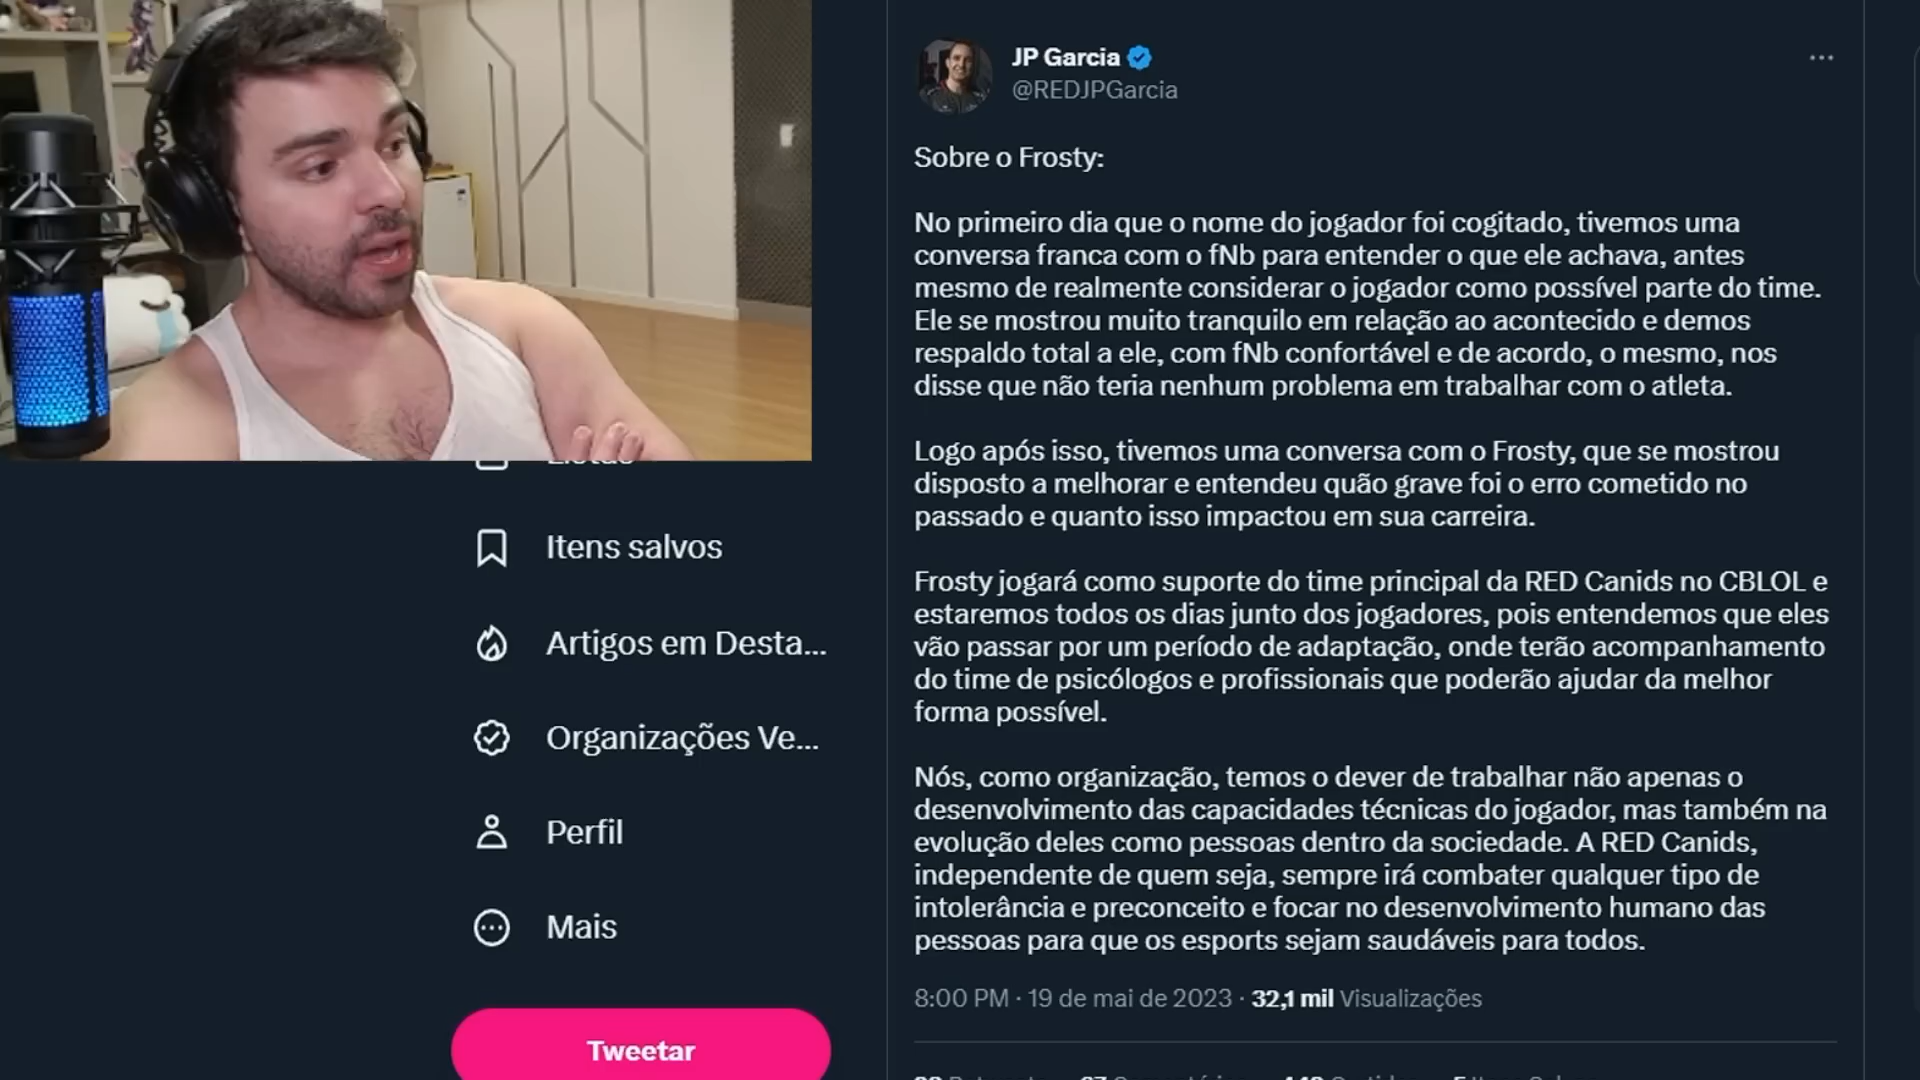 JP Garcia
@REDJPGarcia
Sobre o Frosty:
No primeiro dia que o nome do jogador foi cogitado, tivemos uma
conversa franca com o fNb para entender o que ele achava, antes
mesmo de realmente considerar o jogador como possível parte do time.
Ele se mostrou muito tranquilo em relação ao acontecido e demos
respaldo total a ele, com fNb confortável e de acordo, o mesmo, nos
disse que não teria nenhum problema em trabalhar com o atleta.
Logo após isso, tivemos uma conversa com o Frosty, que se mostrou
disposto a melhorar e entendeu quão grave foi o erro cometido no
passado e quanto isso impactou em sua carreira.
Frosty jogará como suporte do time principal da RED Canids no CBLOL e
estaremos todos os dias junto dos jogadores, pois entendemos que eles
vão passar por um período de adaptação, onde terão acompanhamento
do time de psicólogos e profissionais que poderão ajudar da melhor
forma possível.
Nós, como organização, temos o dever de trabalhar não apenas o
desenvolvimento das capacidades técnicas do jogador, mas também na
evolução deles como pessoas dentro da sociedade. A RED Canids,
independente de quem seja, sempre irá combater qualquer tipo de
intolerância e preconceito e focar no desenvolvimento humano das
pessoas para que os esports sejam saudáveis para todos.
8:00 PM · 19 de mai de 2023 · 32,1 mil Visualizações
Itens salvos
Artigos em Desta...
Organizações Ve...
Perfil
Mais
Tweetar